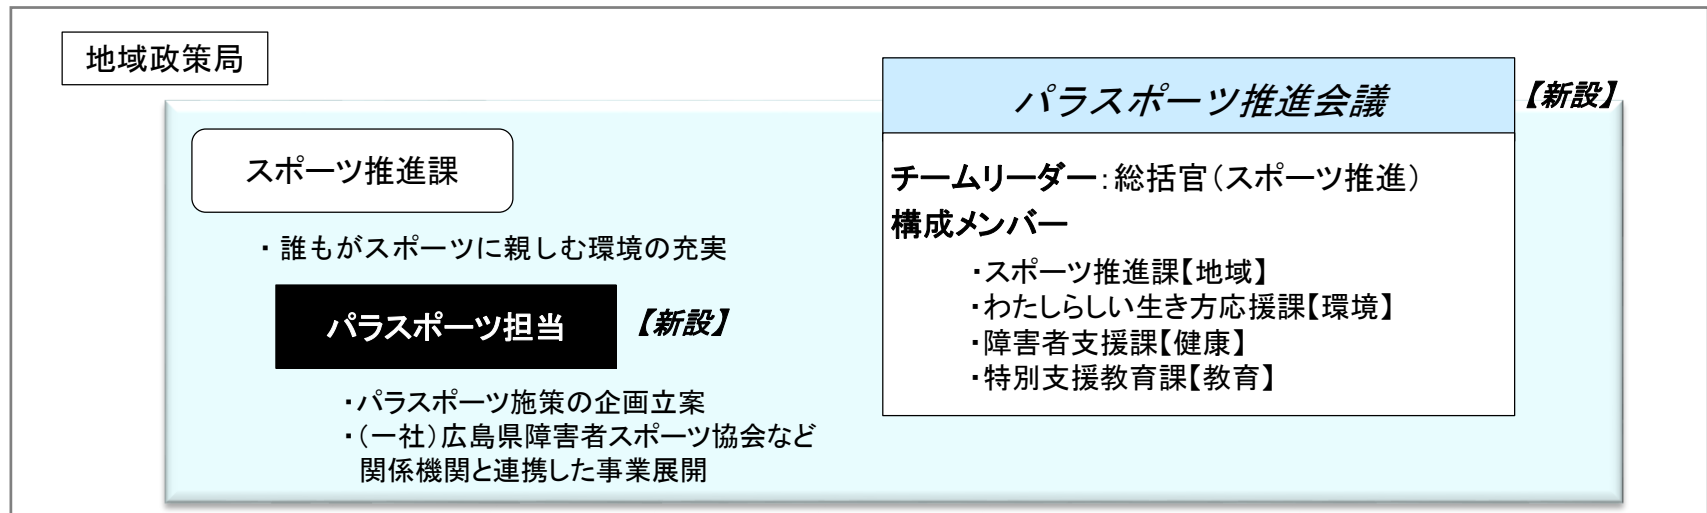 地域政策局
スポーツ推進課
・誰もがスポーツに親しむ環境の充実
パラスポーツ担当 【新設】
・パラスポーツ施策の企画立案
・（一社）広島県障害者スポーツ協会など
関係機関と連携した事業展開
パラスポーツ推進会議 【新設】
チームリーダー：総括官（スポーツ推進）
構成メンバー
・スポーツ推進課【地域】
・わたしらしい生き方応援課【環境】
・障害者支援課【健康】
・特別支援教育課【教育】